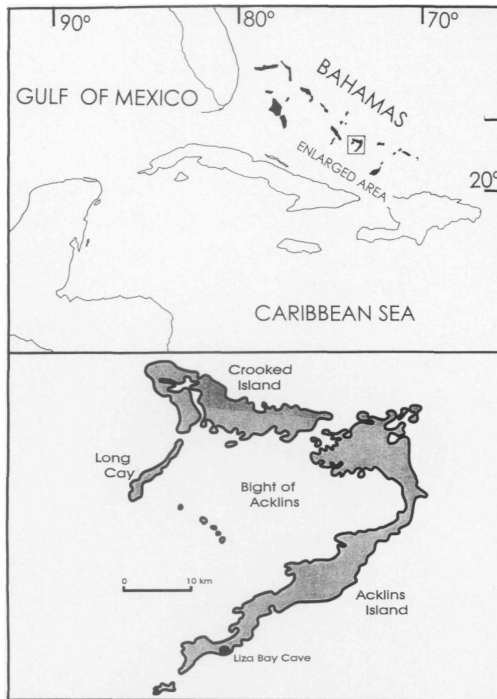 90°
80°
70°
GULF OF MEXICO
BAHAMAS
ENLARGED AREA
20°
CARIBBEAN SEA
Crooked
Island
Long
Cay
Bight of
Acklins
0 10 km
Acklins
Island
Liza Bay Cave